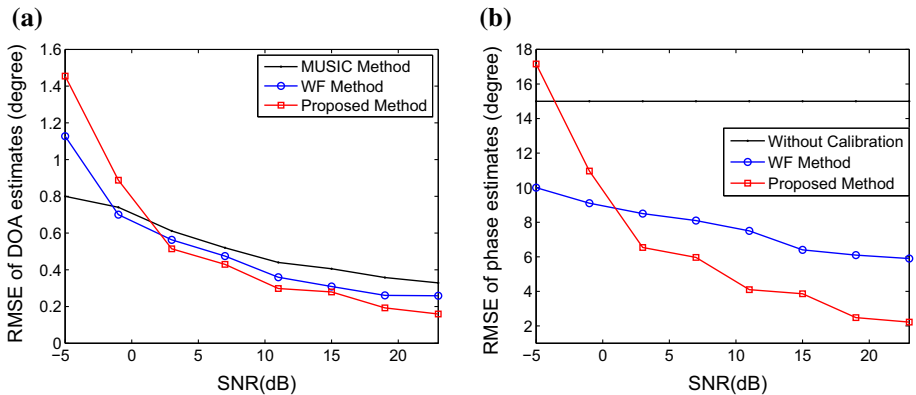 (a)
RMSE of DOA estimates (degree)
1.6
1.4
1.2
1
0.8
0.6
0.4
0.2
0
−5
0
5
10
15
20
SNR(dB)
MUSIC Method
WF Method
Proposed Method
(b)
RMSE of phase estimates (degree)
18
16
14
12
10
8
6
4
2
−5
0
5
10
15
20
SNR(dB)
Without Calibration
WF Method
Proposed Method